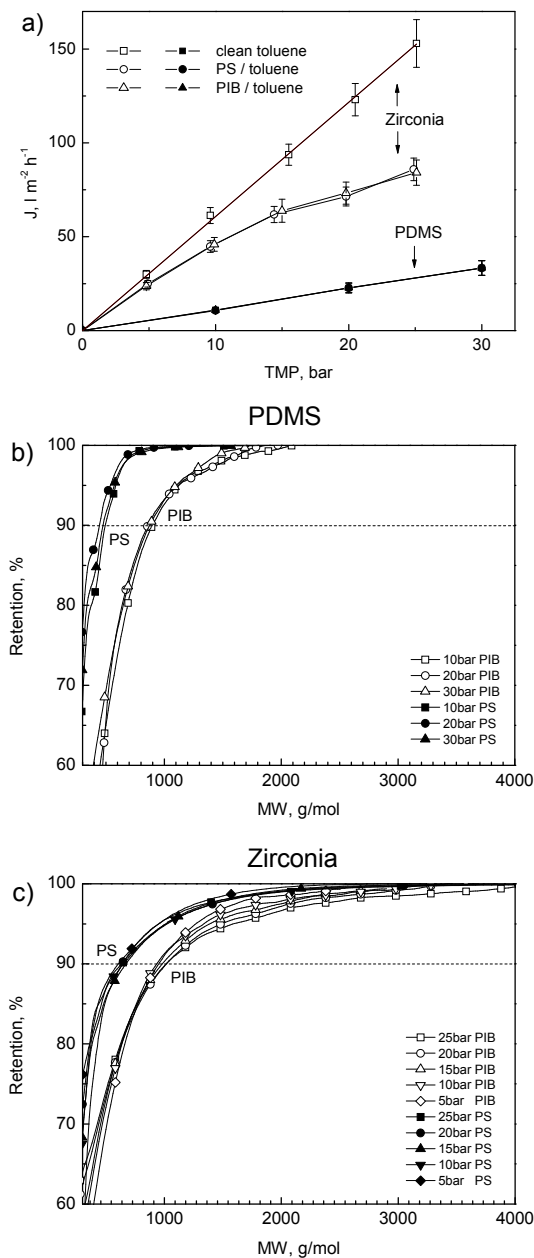 a)
150
100
50
0
J, l m-2 h-1
clean toluene
PS / toluene
PIB / toluene
Zirconia
PDMS
0 10 20 30
TMP, bar
PDMS
b)
100
90
80
70
60
Retention, %
PS
PIB
10bar PIB
20bar PIB
30bar PIB
10bar PS
20bar PS
30bar PS
1000 2000 3000 4000
MW, g/mol
Zirconia
c)
100
90
80
70
60
Retention, %
PS
PIB
25bar PIB
20bar PIB
15bar PIB
10bar PIB
5bar PIB
25bar PS
20bar PS
15bar PS
10bar PS
5bar PS
1000 2000 3000 4000
MW, g/mol